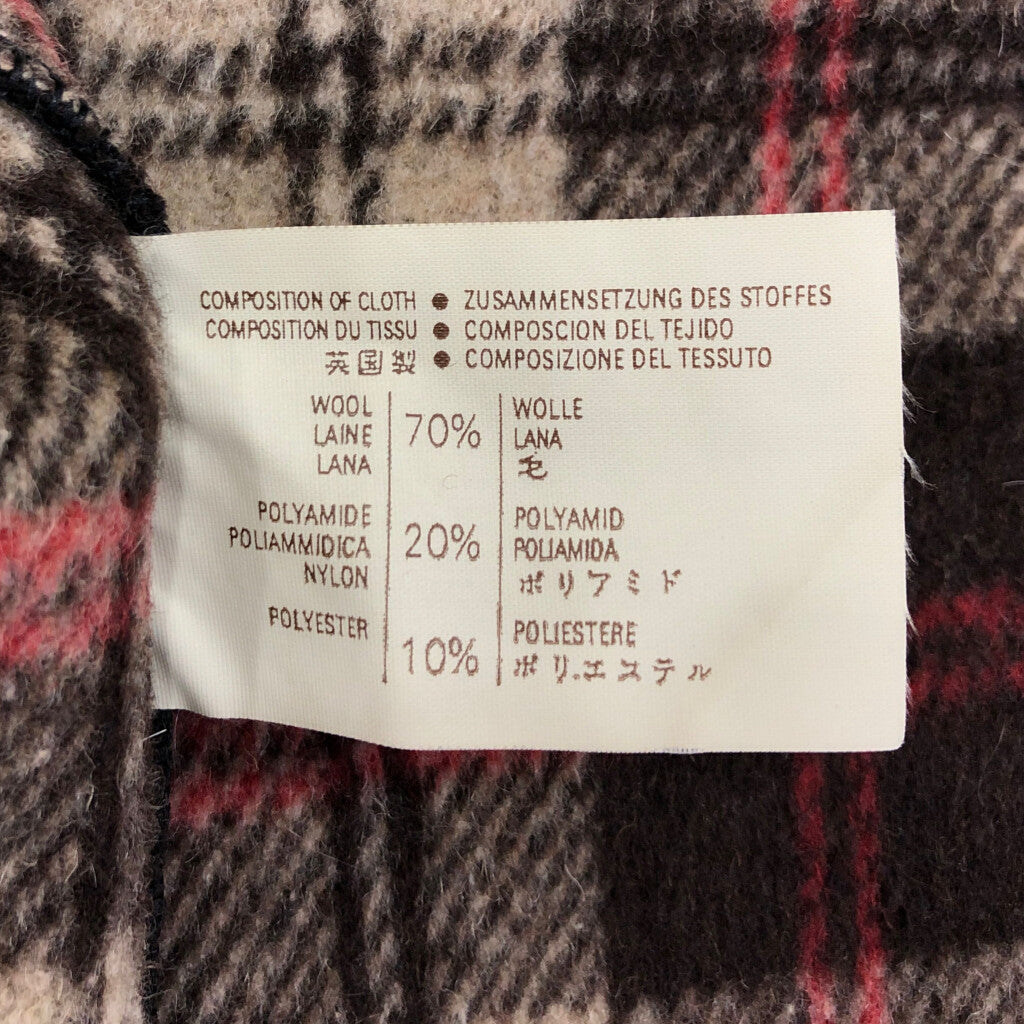 COMPOSITION OF CLOTH ● ZUSAMMENSETZUNG DES STOFFES
COMPOSITION DU TISSU ● COMPOSCION DEL TEJIDO
英国製 ● COMPOSIZIONE DEL TESSUTO
WOOL
LAINE
LANA
70%
WOLLE
LANA
毛
POLYAMIDE
POLIAMMIDICA
NYLON
20%
POLYAMID
POLIAMIDA
ポリアミド
POLYESTER
10%
POLIESTERE
ポリ.エステル